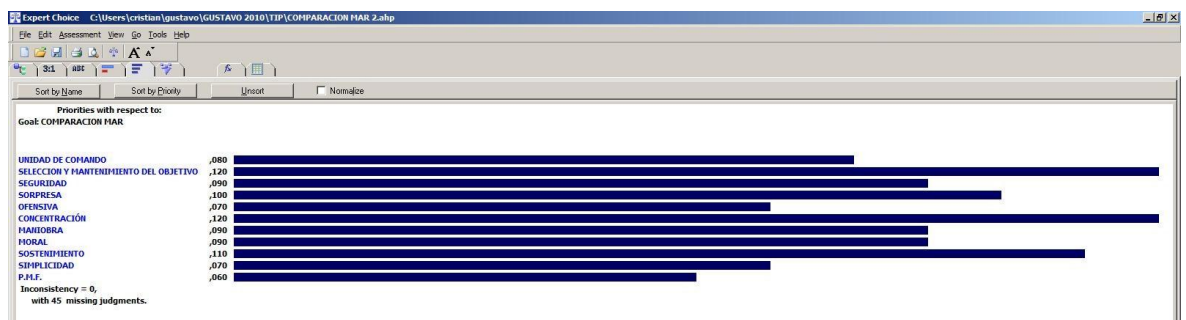 Expert Choice C:\Users\cristian\gustavo\GUSTAVO 2010\TIP\COMPARACION MAR 2.ahp
File Edit Assessment View Go Tools Help
A A
3:1 ABC
Sort by Name Sort by Priority Unsort Normalize
Priorities with respect to:
Goal: COMPARACION MAR
UNIDAD DE COMANDO ,080
SELECCION Y MANTENIMIENTO DEL OBJETIVO ,120
SEGURIDAD ,090
SORPRESA ,100
OFENSIVA ,070
CONCENTRACIÓN ,120
MANIOBRA ,090
MORAL ,090
SOSTENIMIENTO ,110
SIMPLICIDAD ,070
P.M.F. ,060
Inconsistency = 0,
with 45 missing judgments.